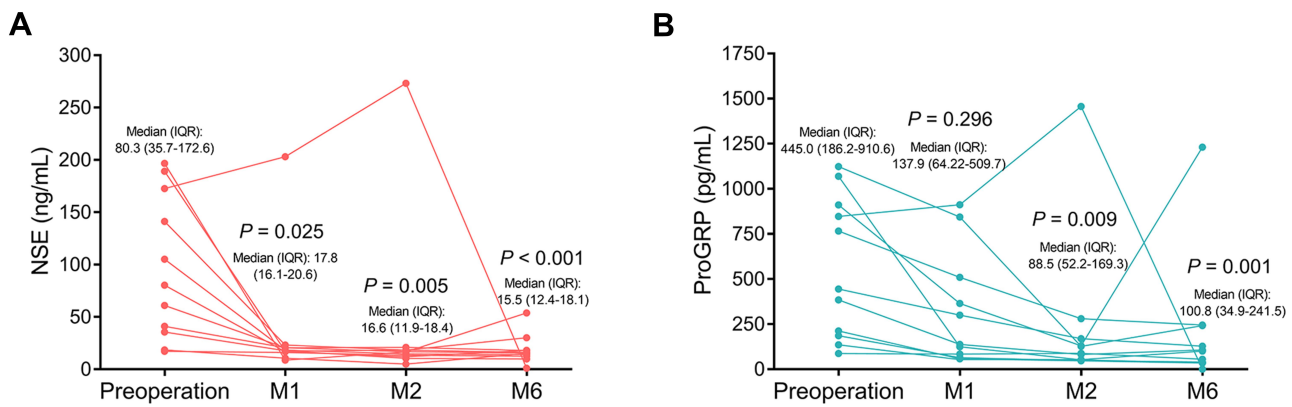 A
NSE (ng/mL)
300
250
200
150
100
50
0
Median (IQR):
80.3 (35.7-172.6)
P = 0.025
Median (IQR): 17.8
(16.1-20.6)
P = 0.005
Median (IQR):
16.6 (11.9-18.4)
P < 0.001
Median (IQR):
15.5 (12.4-18.1)
Preoperation M1 M2 M6
B
ProGRP (pg/mL)
1750
1500
1250
1000
750
500
250
0
Median (IQR):
445.0 (186.2-910.6)
P = 0.296
Median (IQR):
137.9 (64.22-509.7)
P = 0.009
Median (IQR):
88.5 (52.2-169.3)
P = 0.001
Median (IQR):
100.8 (34.9-241.5)
Preoperation M1 M2 M6